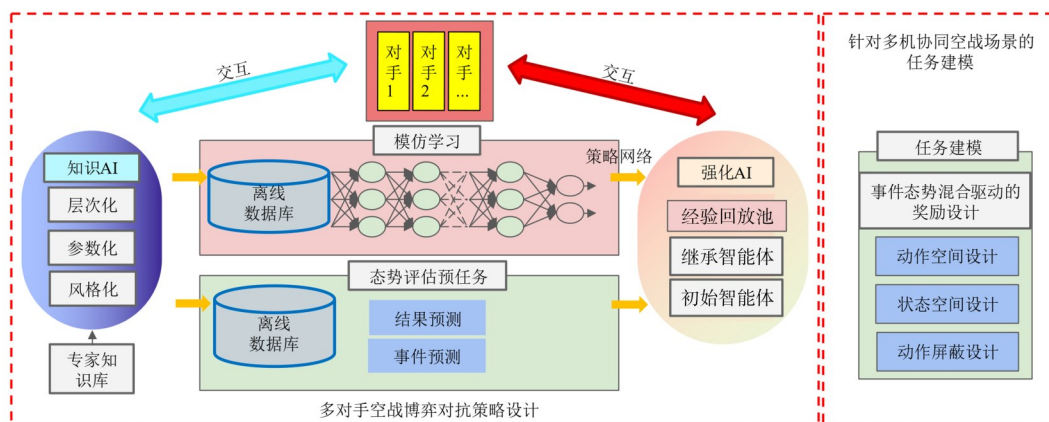 对
手
1
对
手
2
对
手
...
交互
交互
针对多机协同空战场景的
任务建模
知识AI
层次化
参数化
风格化
专家知
识库
模仿学习
离线
数据库
策略网络
态势评估预任务
离线
数据库
结果预测
事件预测
强化AI
经验回放池
继承智能体
初始智能体
多对手空战博弈对抗策略设计
任务建模
事件态势混合驱动的
奖励设计
动作空间设计
状态空间设计
动作屏蔽设计